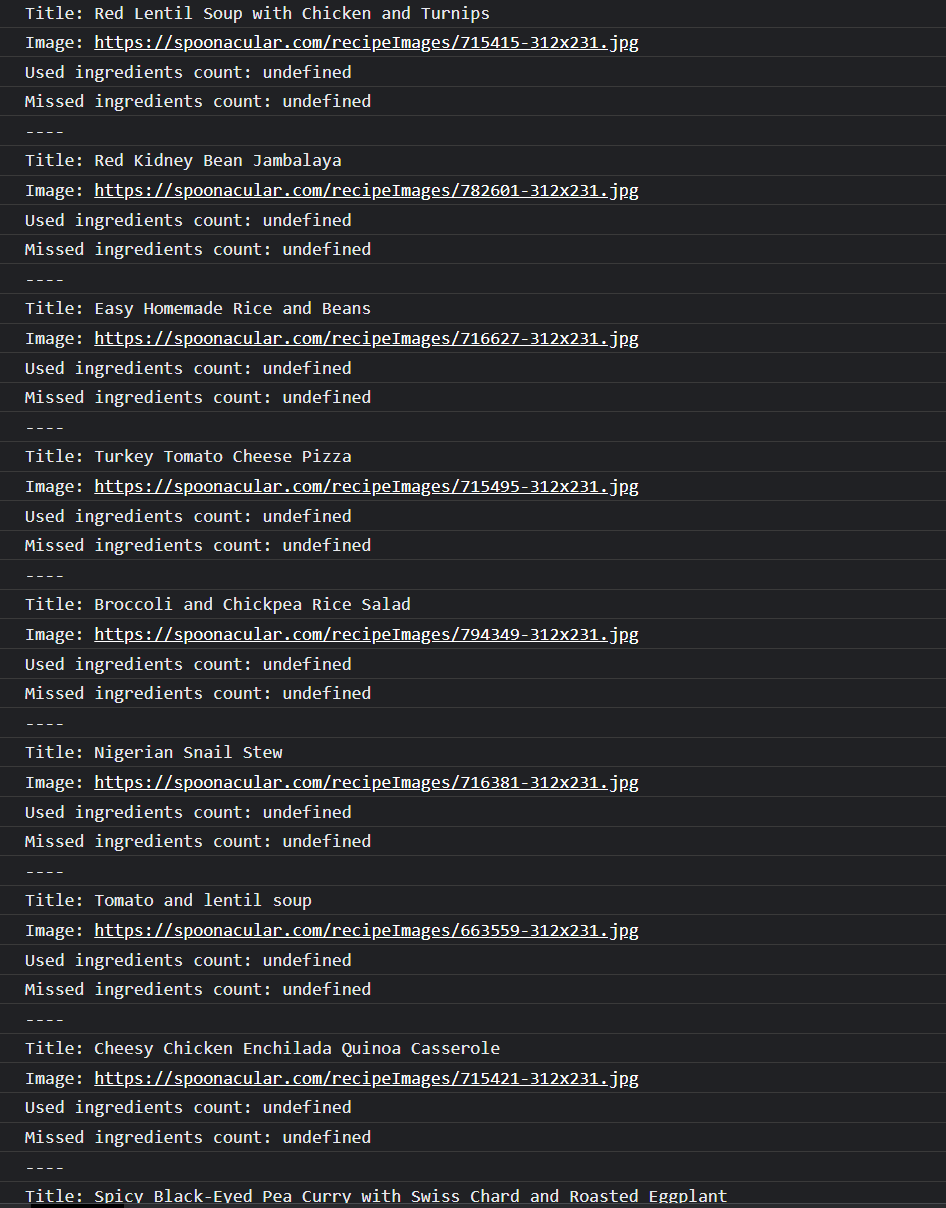 Title: Red Lentil Soup with Chicken and Turnips
Image: https://spoonacular.com/recipeImages/715415-312x231.jpg
Used ingredients count: undefined
Missed ingredients count: undefined
----
Title: Red Kidney Bean Jambalaya
Image: https://spoonacular.com/recipeImages/782601-312x231.jpg
Used ingredients count: undefined
Missed ingredients count: undefined
----
Title: Easy Homemade Rice and Beans
Image: https://spoonacular.com/recipeImages/716627-312x231.jpg
Used ingredients count: undefined
Missed ingredients count: undefined
----
Title: Turkey Tomato Cheese Pizza
Image: https://spoonacular.com/recipeImages/715495-312x231.jpg
Used ingredients count: undefined
Missed ingredients count: undefined
----
Title: Broccoli and Chickpea Rice Salad
Image: https://spoonacular.com/recipeImages/794349-312x231.jpg
Used ingredients count: undefined
Missed ingredients count: undefined
----
Title: Nigerian Snail Stew
Image: https://spoonacular.com/recipeImages/716381-312x231.jpg
Used ingredients count: undefined
Missed ingredients count: undefined
----
Title: Tomato and lentil soup
Image: https://spoonacular.com/recipeImages/663559-312x231.jpg
Used ingredients count: undefined
Missed ingredients count: undefined
----
Title: Cheesy Chicken Enchilada Quinoa Casserole
Image: https://spoonacular.com/recipeImages/715421-312x231.jpg
Used ingredients count: undefined
Missed ingredients count: undefined
----
Title: Spicy Black-Eyed Pea Curry with Swiss Chard and Roasted Eggplant